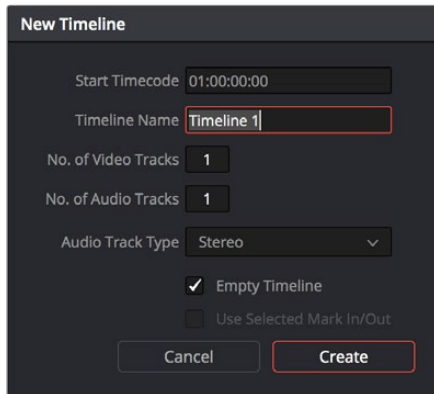 New Timeline
Start Timecode 01:00:00:00
Timeline Name Timeline 1
No. of Video Tracks 1
No. of Audio Tracks 1
Audio Track Type Stereo
Empty Timeline
Use Selected Mark In/Out
Cancel Create